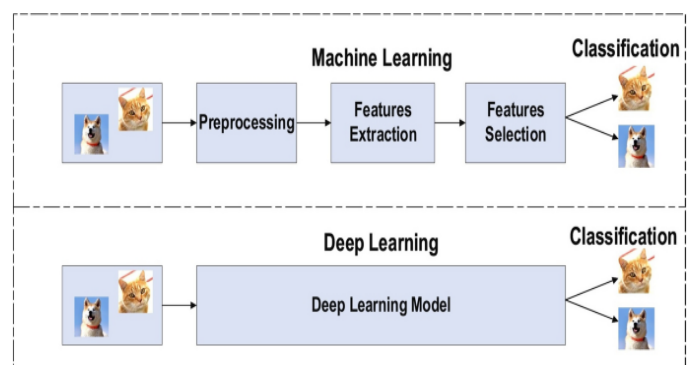 Machine Learning
Classification
Preprocessing
Features
Extraction
Features
Selection
Deep Learning
Classification
Deep Learning Model